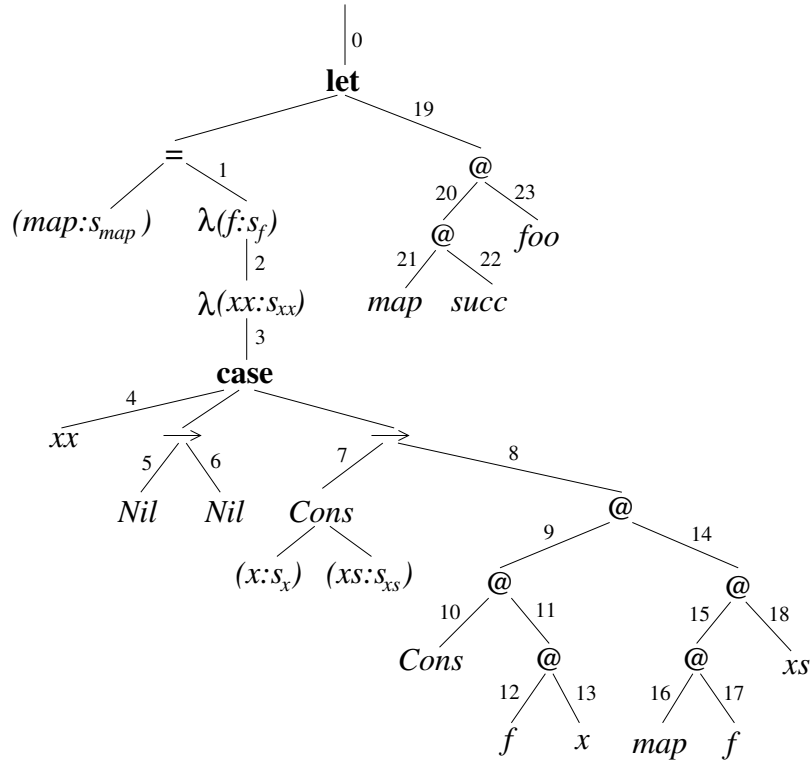 0
let
19
= 1 @
20 23
(map:s_map) λ(f:s_f) @ foo
2 21 22
λ(xx:s_xx) map succ
3
case
4
xx → →
5 6 7 8
Nil Nil Cons @
9 14
(x:s_x) (xs:s_xs) @ @
10 11 15 18
Cons @ @ xs
12 13 16 17
f x map f